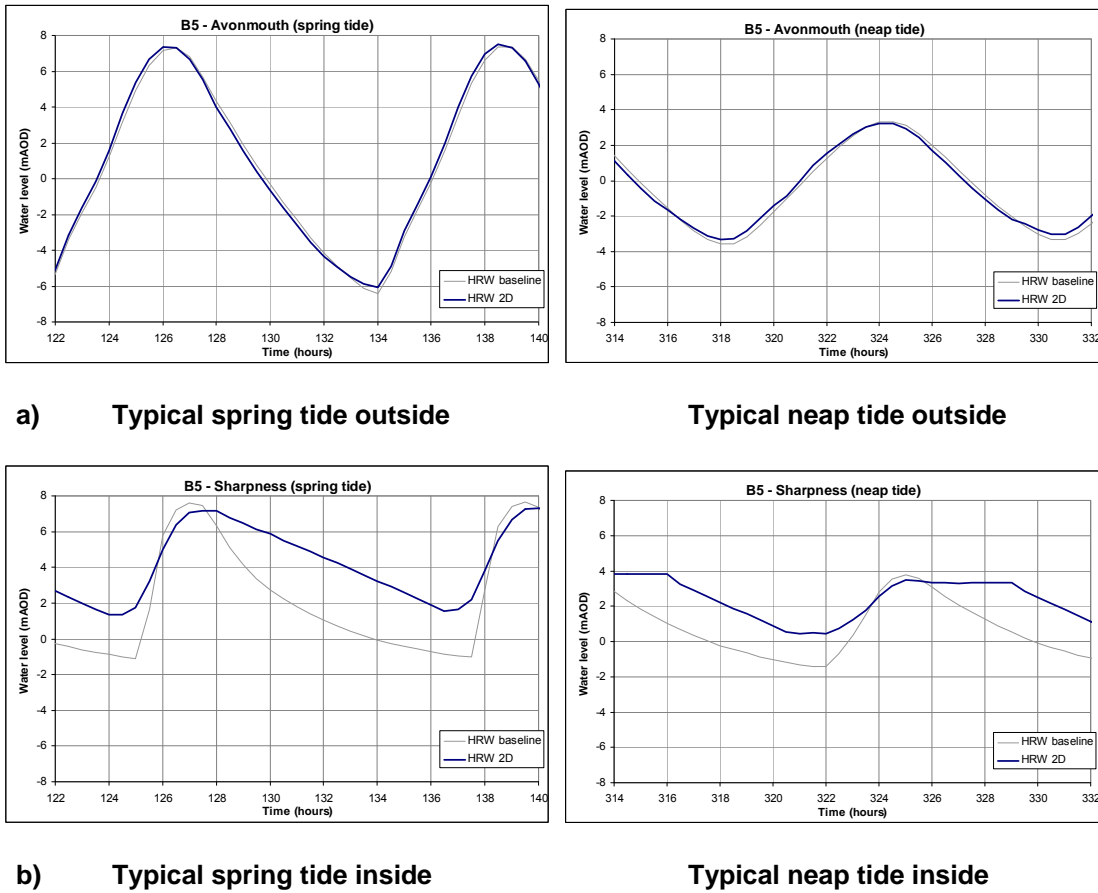 B5 - Avonmouth (spring tide)
8
6
4
2
0
-2
-4
-6
-8
Water level (mAOD)
122 124 126 128 130 132 134 136 138 140
Time (hours)
HRW baseline
HRW 2D
B5 - Avonmouth (neap tide)
8
6
4
2
0
-2
-4
-6
-8
Water level (mAOD)
314 316 318 320 322 324 326 328 330 332
Time (hours)
HRW baseline
HRW 2D
a) Typical spring tide outside Typical neap tide outside
B5 - Sharpness (spring tide)
8
6
4
2
0
-2
-4
-6
-8
Water level (mAOD)
122 124 126 128 130 132 134 136 138 140
Time (hours)
HRW baseline
HRW 2D
B5 - Sharpness (neap tide)
8
6
4
2
0
-2
-4
-6
-8
Water level (mAOD)
314 316 318 320 322 324 326 328 330 332
Time (hours)
HRW baseline
HRW 2D
b) Typical spring tide inside Typical neap tide inside